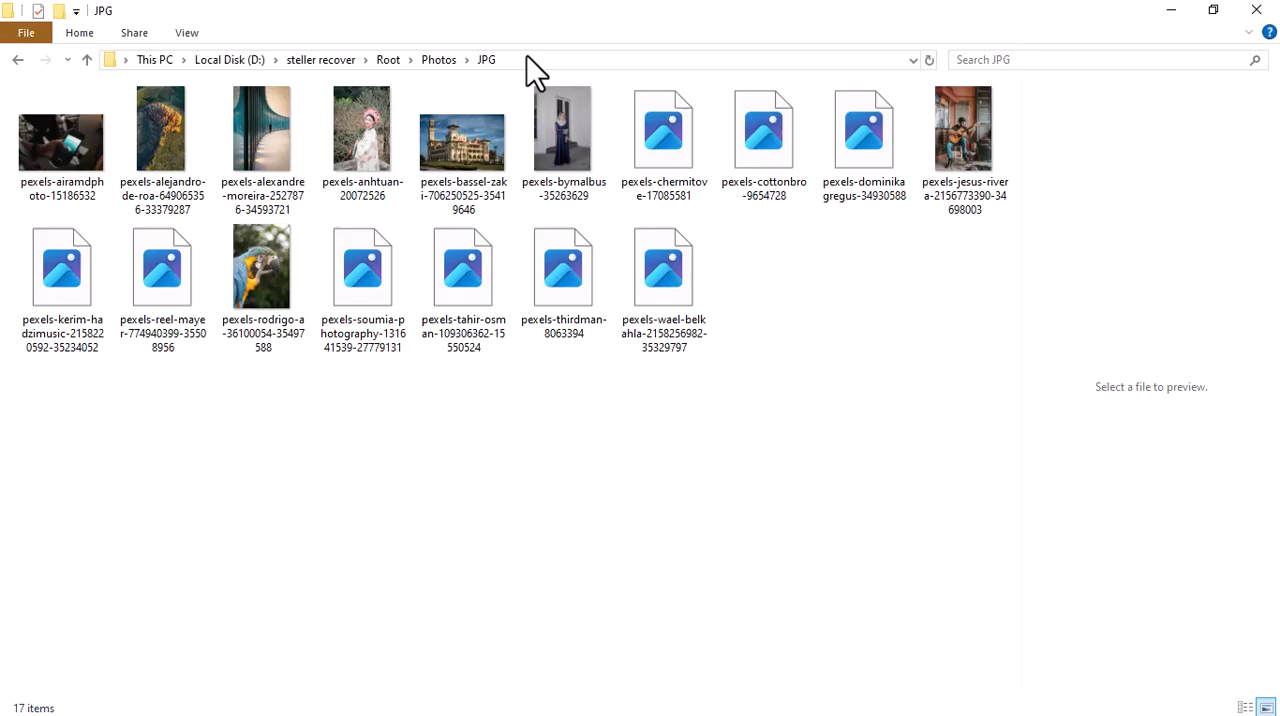 JPG
File Home Share View
This PC Local Disk (D:) steller recover Root Photos JPG
Search JPG
pexels-airamdph
oto-15186532
pexels-alejandro-
de-roa-64906535
6-33379287
pexels-alexandre
-moreira-252787
6-34593721
pexels-anhtuan-
20072526
pexels-bassel-zak
i-706250525-3541
9646
pexels-bymalbus
-35263629
pexels-chermitov
e-17085581
pexels-cottonbro
-9654728
pexels-dominika
gregus-34930588
pexels-jesus-river
a-2156773390-34
698003
pexels-kerim-ha
dzimusic-215822
0592-35234052
pexels-reel-maye
r-774940399-3550
8956
pexels-rodrigo-a
-36100054-35497
588
pexels-soumia-p
hotography-1316
41539-27779131
pexels-tahir-osm
an-109306362-15
550524
pexels-thirdman-
8063394
pexels-wael-belk
ahla-2158256982-
35329797
Select a file to preview.
17 items